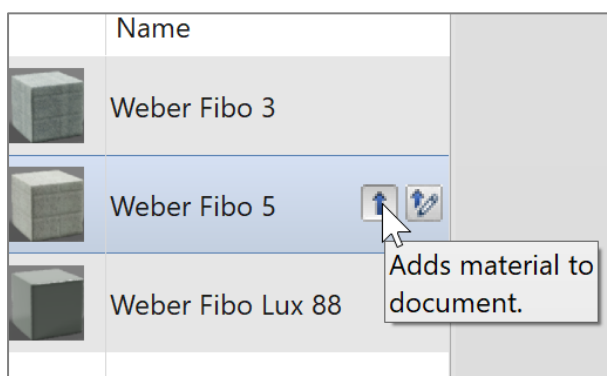 Name
Weber Fibo 3
Weber Fibo 5
Adds material to
document.
Weber Fibo Lux 88